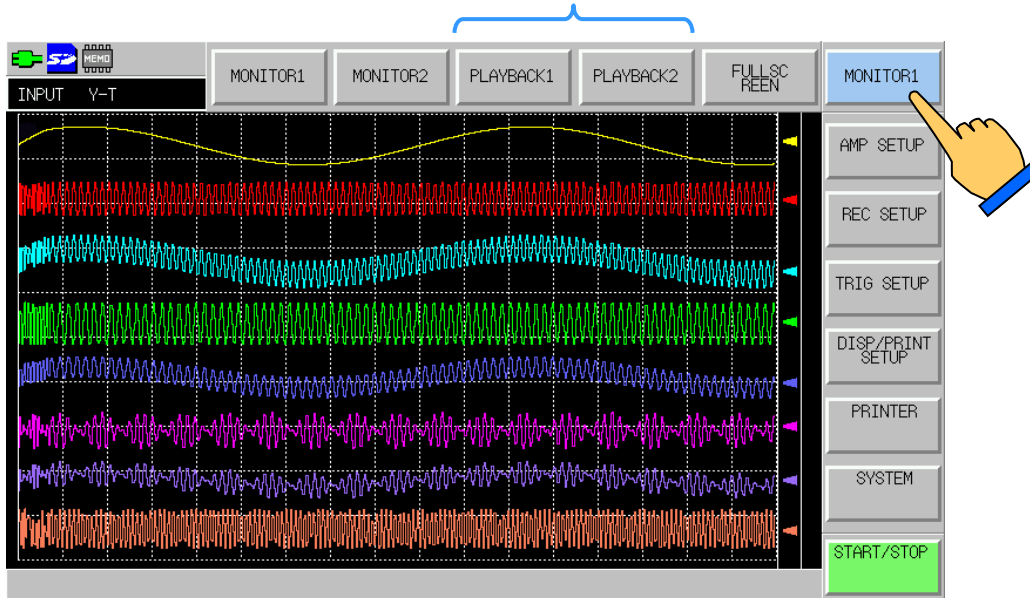 SD MEMO
MONITOR1 MONITOR2 PLAYBACK1 PLAYBACK2 FULLSC
REEN MONITOR1
INPUT Y-T
AMP SETUP
REC SETUP
TRIG SETUP
DISP/PRINT
SETUP
PRINTER
SYSTEM
START/STOP